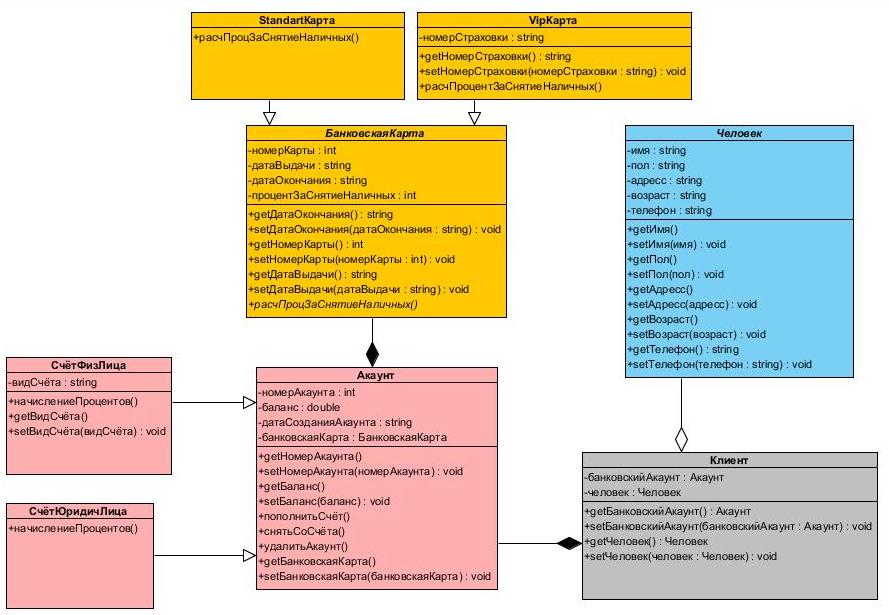 StandartКарта
+расчПроцЗаСнятиеНаличных()
VipКарта
-номерСтраховки : string
+getНомерСтраховки() : string
+setНомерСтраховки(номерСтраховки : string) : void
+расчПроцентЗаСнятиеНаличных()
БанковскаяКарта
-номерКарты : int
-датаВыдачи : string
-датаОкончания : string
-процентЗаСнятиеНаличных : int
+getДатаОкончания() : string
+setДатаОкончания(датаОкончания : string) : void
+getНомерКарты() : int
+setНомерКарты(номерКарты : int) : void
+getДатаВыдачи() : string
+setДатаВыдачи(датаВыдачи : string) : void
+расчПроцЗаСнятиеНаличных()
Человек
-имя : string
-пол : string
-адресс : string
-возраст : string
-телефон : string
+getИмя()
+setИмя(имя) : void
+getПол()
+setПол(пол) : void
+getАдресс()
+setАдресс(адресс) : void
+getВозраст()
+setВозраст(возраст) : void
+getТелефон() : string
+setТелефон(телефон : string) : void
СчётФизЛица
-видСчёта : string
+начислениеПроцентов()
+getВидСчёта()
+setВидСчёта(видСчёта) : void
Акаунт
-номерАкаунта : int
-баланс : double
-датаСозданияАкаунта : string
-банковскаяКарта : БанковскаяКарта
+getНомерАкаунта()
+setНомерАкаунта(номерАкаунта) : void
+getБаланс()
+setБаланс(баланс) : void
+пополнитьСчёт()
+снятьСоСчёта()
+удалитьАкаунт()
+getБанковскаяКарта()
+setБанковскаяКарта(банковскаяКарта) : void
СчётЮридичЛица
+начислениеПроцентов()
Клиент
-банковскийАкаунт : Акаунт
-человек : Человек
+getБанковскийАкаунт() : Акаунт
+setБанковскийАкаунт(банковскийАкаунт : Акаунт) : void
+getЧеловек() : Человек
+setЧеловек(человек : Человек) : void